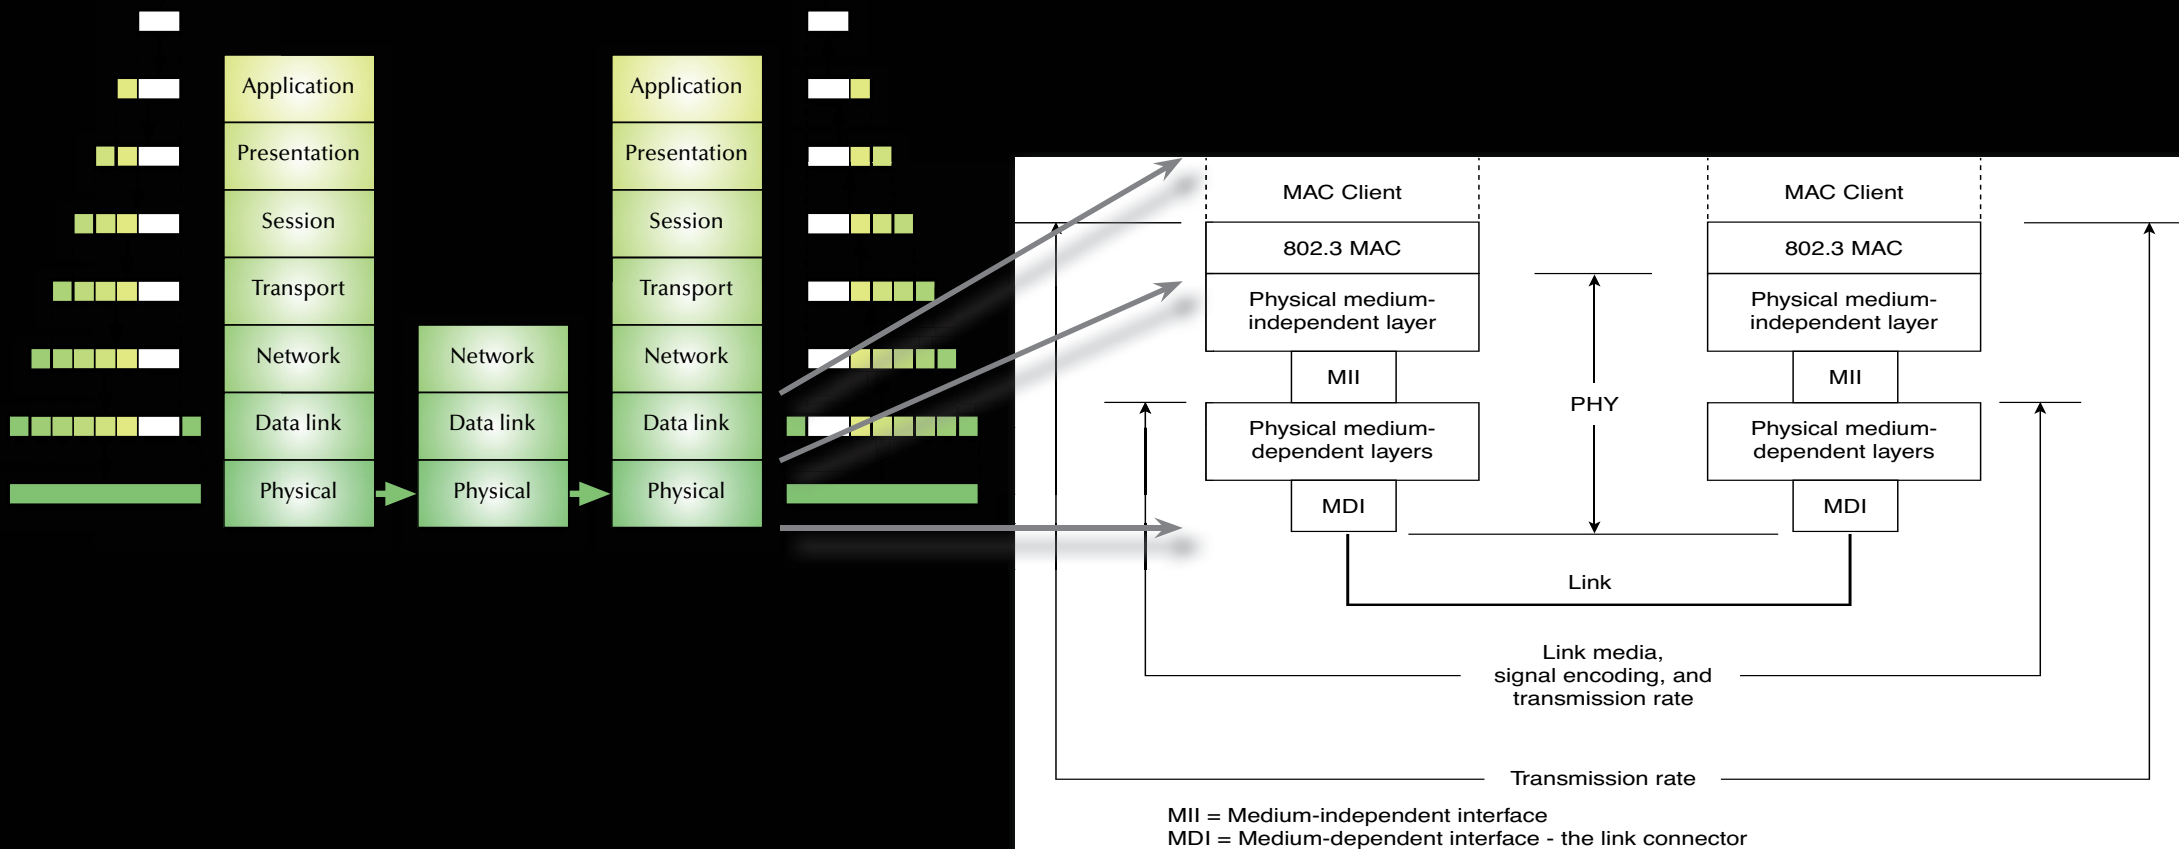 Application
Presentation
Session
Transport
Network
Data link
Physical
Network
Data link
Physical
Application
Presentation
Session
Transport
Network
Data link
Physical
MAC Client
802.3 MAC
Physical medium-
independent layer
MII
Physical medium-
dependent layers
MDI
PHY
MAC Client
802.3 MAC
Physical medium-
independent layer
MII
Physical medium-
dependent layers
MDI
Link
Link media,
signal encoding, and
transmission rate
Transmission rate
MII = Medium-independent interface
MDI = Medium-dependent interface - the link connector